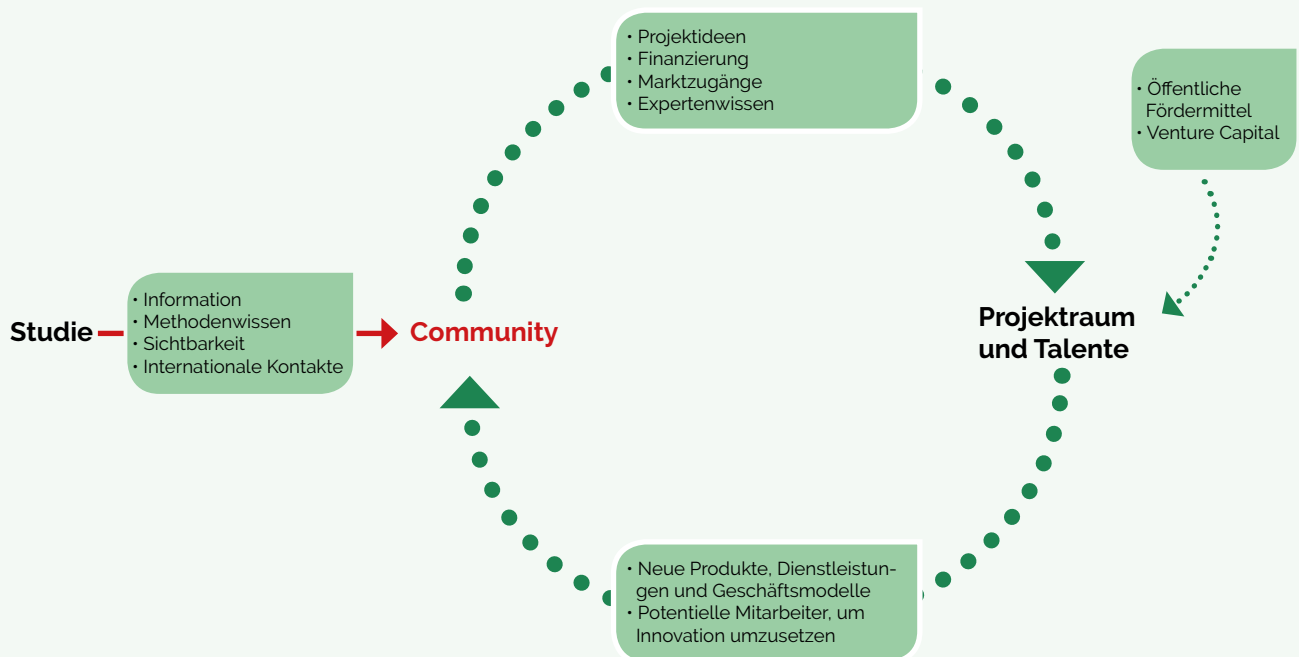 • Projektideen
• Finanzierung
• Marktzugänge
• Expertenwissen
• Öffentliche
Fördermittel
• Venture Capital
Studie
• Information
• Methodenwissen
• Sichtbarkeit
• Internationale Kontakte
Community
Projektraum
und Talente
• Neue Produkte, Dienstleistun-
gen und Geschäftsmodelle
• Potentielle Mitarbeiter, um
Innovation umzusetzen